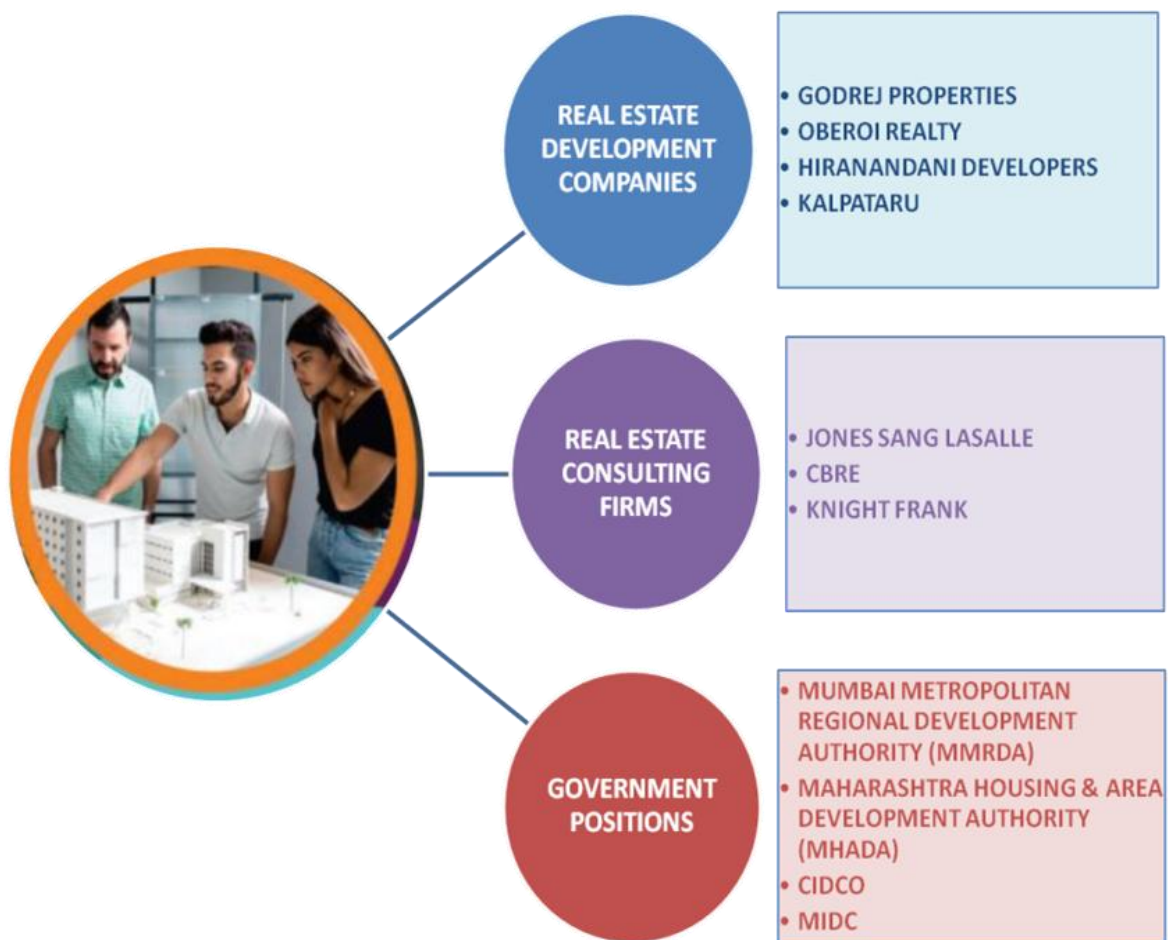 REAL ESTATE
DEVELOPMENT
COMPANIES
• GODREJ PROPERTIES
• OBEROI REALTY
• HIRANANDANI DEVELOPERS
• KALPATARU
REAL ESTATE
CONSULTING
FIRMS
• JONES SANG LASALLE
• CBRE
• KNIGHT FRANK
GOVERNMENT
POSITIONS
• MUMBAI METROPOLITAN
REGIONAL DEVELOPMENT
AUTHORITY (MMRDA)
• MAHARASHTRA HOUSING & AREA
DEVELOPMENT AUTHORITY
(MHADA)
• CIDCO
• MIDC